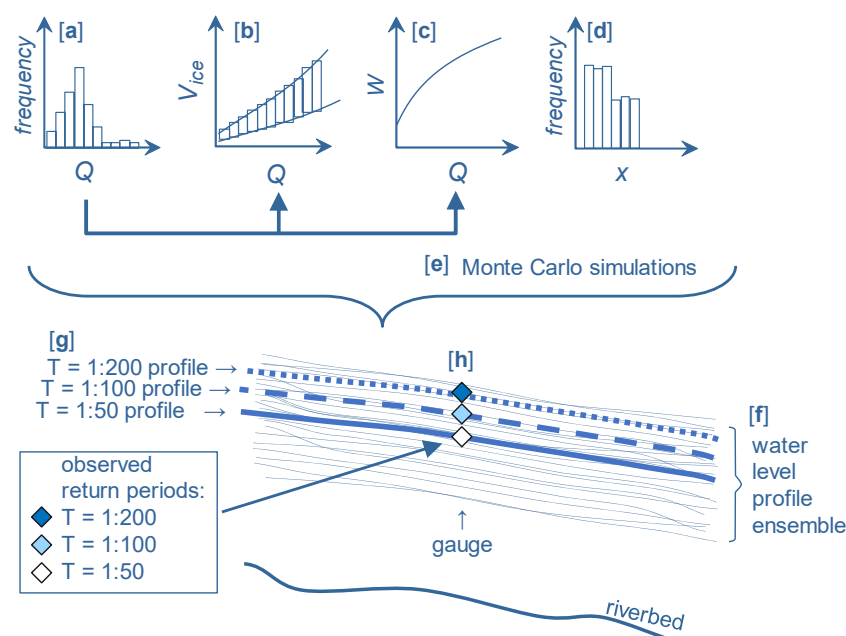 [a]
frequency
Q
[b]
Vice
Q
[c]
W
Q
[d]
frequency
x
[e] Monte Carlo simulations
[g]
T = 1:200 profile →
T = 1:100 profile →
T = 1:50 profile →
[h]
[f]
water
level
profile
ensemble
observed
return periods:
T = 1:200
T = 1:100
T = 1:50
↑
gauge
riverbed